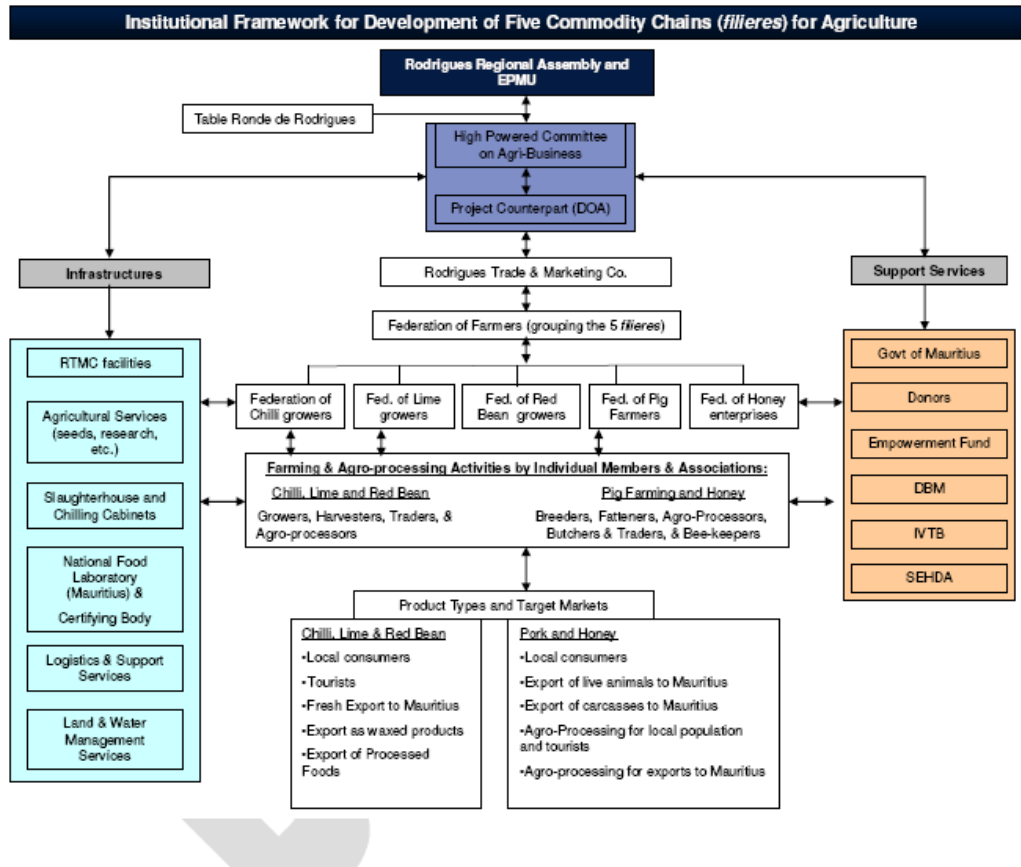 Institutional Framework for Development of Five Commodity Chains (filieres) for Agriculture
Rodrigues Regional Assembly and
EPMU
Table Ronde de Rodrigues
High Powered Committee
on Agri-Business
Project Counterpart (DOA)
Infrastructures
Rodrigues Trade & Marketing Co.
Support Services
Federation of Farmers (grouping the 5 filieres)
RTMC facilities
Agricultural Services
(seeds, research,
etc.)
Slaughterhouse and
Chilling Cabinets
National Food
Laboratory
(Mauritius) &
Certifying Body
Logistics & Support
Services
Land & Water
Management
Services
Federation of
Chilli growers
Fed. of Lime
growers
Fed. of Red
Bean growers
Fed. of Pig
Farmers
Fed. of Honey
enterprises
Farming & Agro-processing Activities by Individual Members & Associations:
Chilli, Lime and Red Bean
Growers, Harvesters, Traders, &
Agro-processors
Pig Farming and Honey
Breeders, Fatteners, Agro-Processors,
Butchers & Traders, & Bee-keepers
Product Types and Target Markets
Chilli, Lime & Red Bean
•Local consumers
•Tourists
•Fresh Export to Mauritius
•Export as waxed products
•Export of Processed
Foods
Pork and Honey
•Local consumers
•Export of live animals to Mauritius
•Export of carcasses to Mauritius
•Agro-Processing for local population
and tourists
•Agro-processing for exports to Mauritius
Govt of Mauritius
Donors
Empowerment Fund
DBM
IVTB
SEHDA